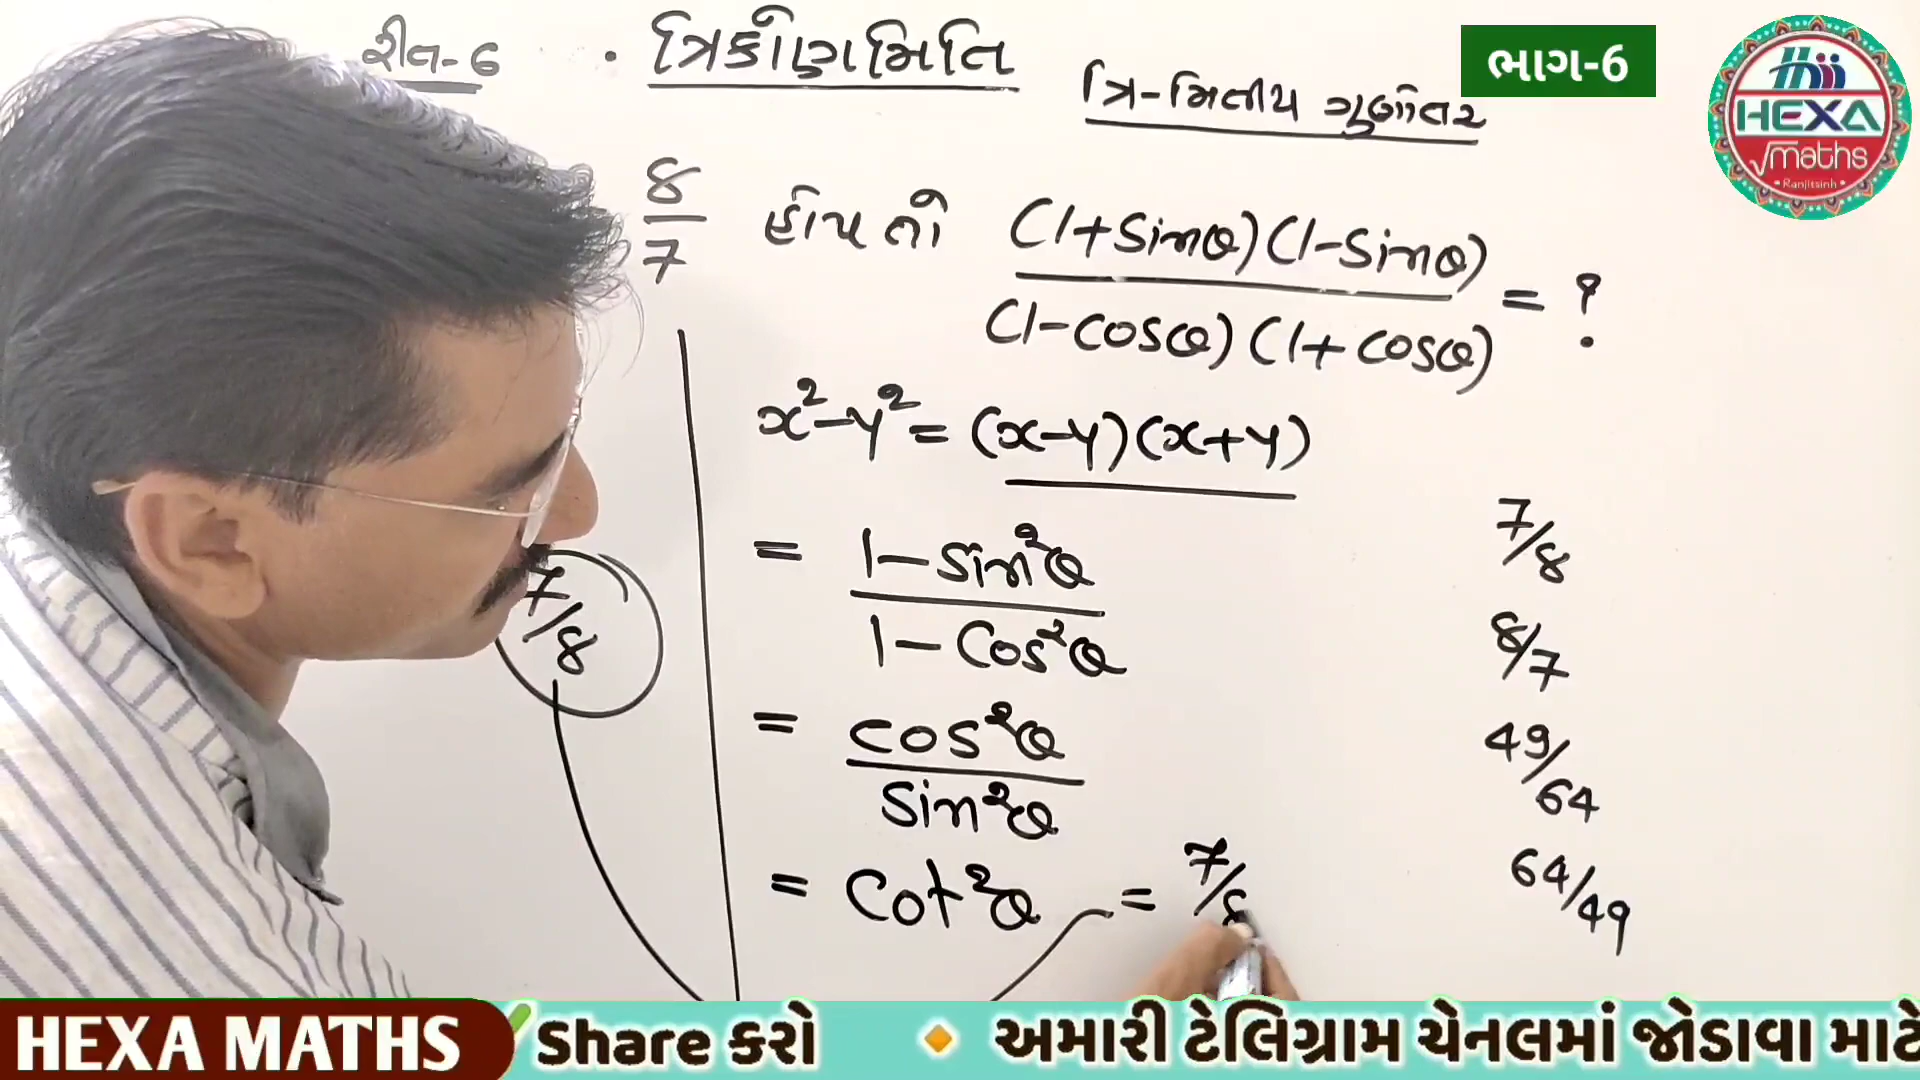 રીત-6
ત્રિકોણમિતિ
ત્રિ-મિતીય ગુણોત્તર
ભાગ-6
HEXA
√maths
Ranjitsinh
8/7 હોય તો (1+Sinθ)(1-Sinθ)/(1-Cosθ)(1+Cosθ) = ?
x²-y² = (x-y)(x+y)
= 1-Sin²θ/1-Cos²θ
= Cos²θ/Sin²θ
= Cot²θ = 7/8
7/8
7/8
8/7
49/64
64/49
HEXA MATHS Share કરો અમારી ટેલિગ્રામ ચેનલમાં જોડાવા માટે